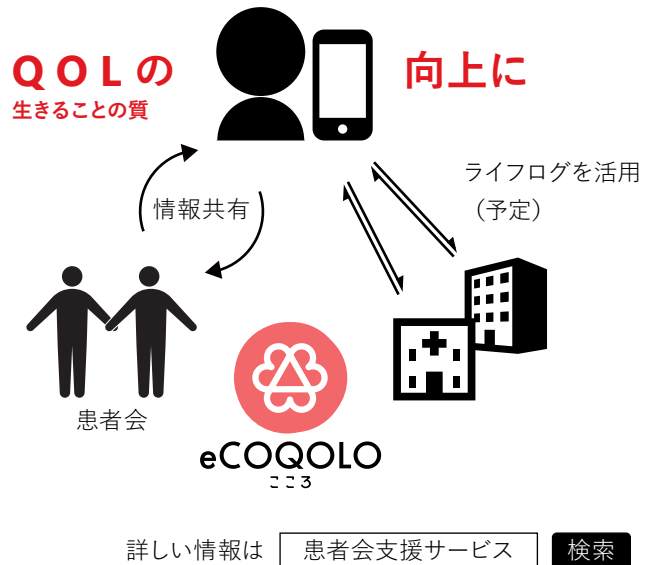 QOLの
生きることの質
向上に
ライフログを活用
（予定）
情報共有
患者会
eCOQOLO
こころ
詳しい情報は 患者会支援サービス 検索